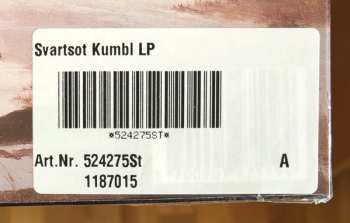 Svartsot Kumbl LP
*524275ST*
Art.Nr. 524275St A
1187015